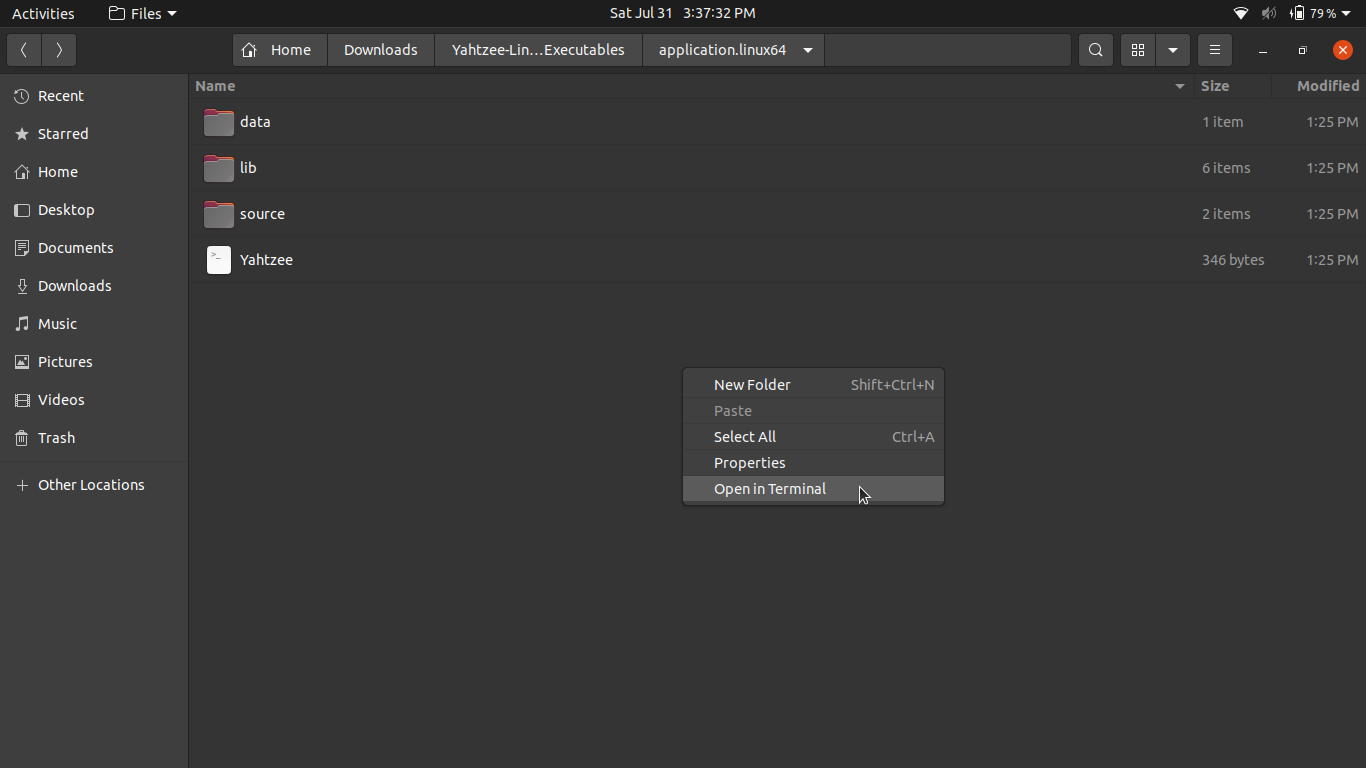 Activities Files Sat Jul 31 3:37:32 PM 79 %
Home Downloads Yahtzee-Lin…Executables application.linux64
Name Size Modified
Recent
Starred
Home
Desktop
Documents
Downloads
Music
Pictures
Videos
Trash
Other Locations
data 1 item 1:25 PM
lib 6 items 1:25 PM
source 2 items 1:25 PM
>_ Yahtzee 346 bytes 1:25 PM
New Folder Shift+Ctrl+N
Paste
Select All Ctrl+A
Properties
Open in Terminal